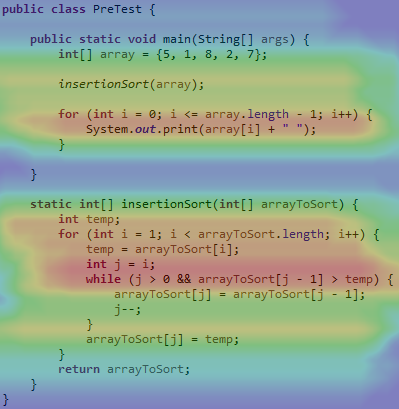 public class PreTest {
public static void main(String[] args) {
int[] array = {5, 1, 8, 2, 7};
insertionSort(array);
for (int i = 0; i <= array.length - 1; i++) {
System.out.print(array[i] + " ");
}
}
static int[] insertionSort(int[] arrayToSort) {
int temp;
for (int i = 1; i < arrayToSort.length; i++) {
temp = arrayToSort[i];
int j = i;
while (j > 0 && arrayToSort[j - 1] > temp) {
arrayToSort[j] = arrayToSort[j - 1];
j--;
}
arrayToSort[j] = temp;
}
return arrayToSort;
}
}